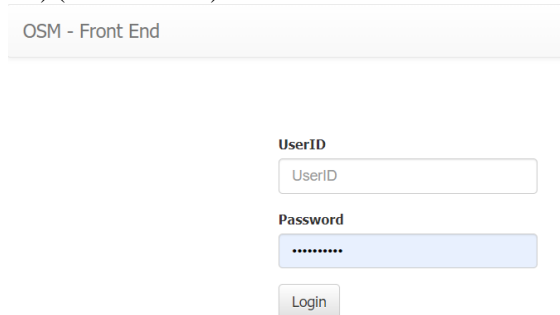 OSM - Front End
UserID
UserID
Password
••••••••••
Login